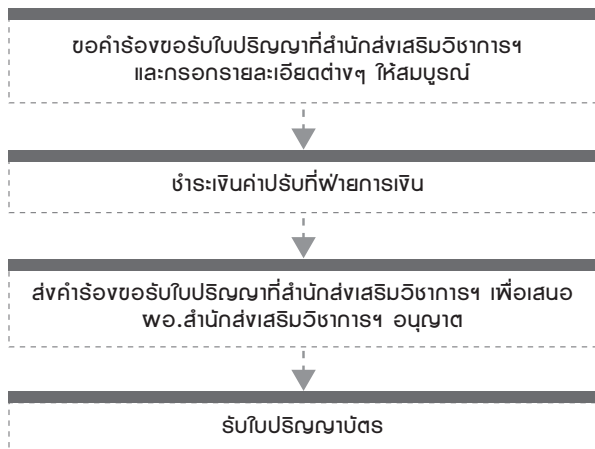 ขอคำร้องขอรับใบปริญญาที่สำนักส่งเสริมวิชาการฯ
และกรอกรายละเอียดต่างๆ ให้สมบูรณ์
ชำระเงินค่าปรับที่ฝ่ายการเงิน
ส่งคำร้องขอรับใบปริญญาที่สำนักส่งเสริมวิชาการฯ เพื่อเสนอ
ผอ.สำนักส่งเสริมวิชาการฯ อนุญาต
รับใบปริญญาบัตร